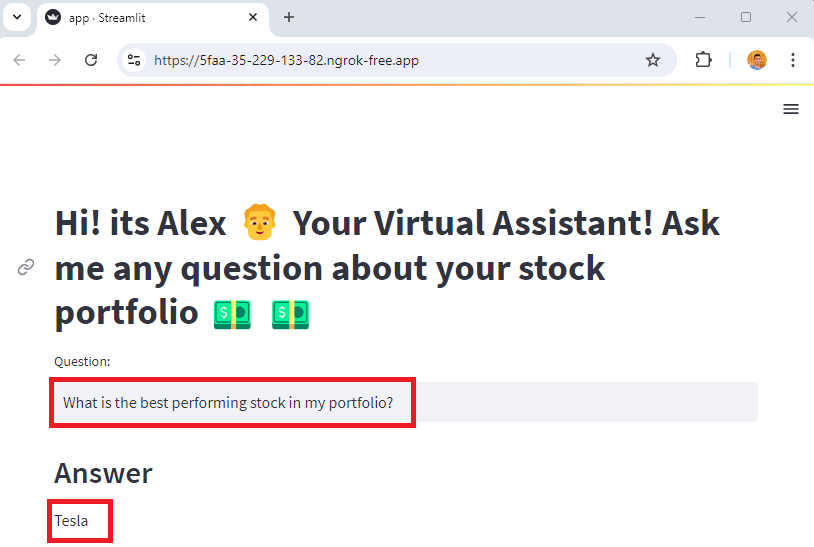 app · Streamlit
https://5faa-35-229-133-82.ngrok-free.app
Hi! its Alex 👨‍🦰 Your Virtual Assistant! Ask
me any question about your stock
portfolio 💵 💵
Question:
What is the best performing stock in my portfolio?
Answer
Tesla